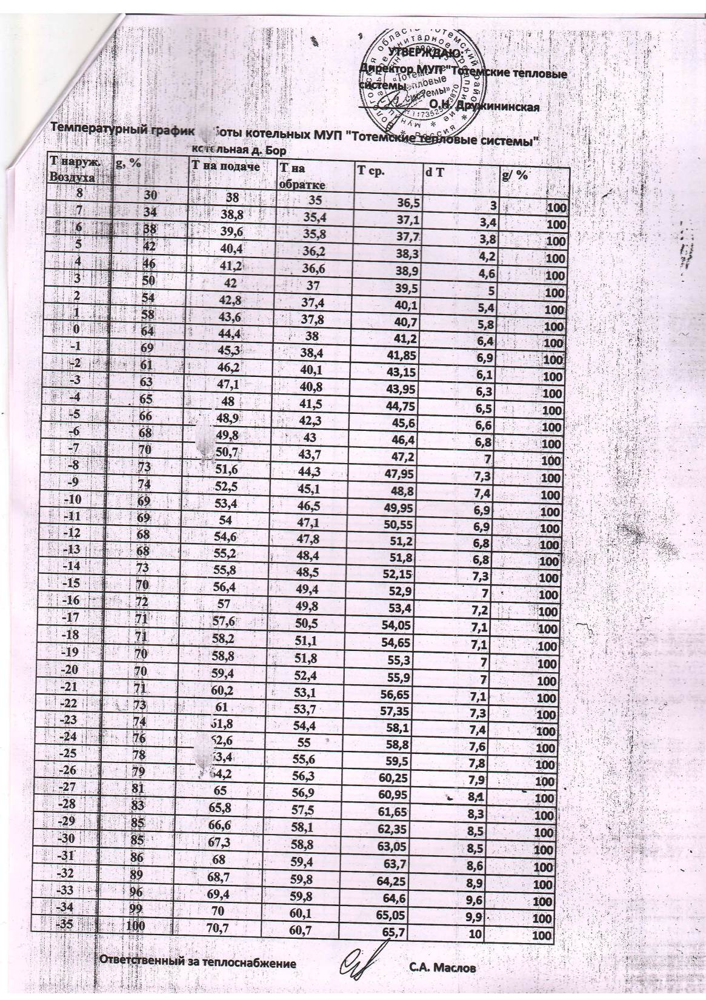 УТВЕРЖДАЮ:
Директор МУП "Тотемские тепловые
системы
О.Н. Дружининская
Температурный график боты котельных МУП "Тотемские тепловые системы"
котельная д. Бор
Т наруж. Воздуха g, % Т на подаче Т на обратке Т ср. d T g/ %
8 30 38 35 36,5 3 100
7 34 38,8 35,4 37,1 3,4 100
6 38 39,6 35,8 37,7 3,8 100
5 42 40,4 36,2 38,3 4,2 100
4 46 41,2 36,6 38,9 4,6 100
3 50 42 37 39,5 5 100
2 54 42,8 37,4 40,1 5,4 100
1 58 43,6 37,8 40,7 5,8 100
0 64 44,4 38 41,2 6,4 100
-1 69 45,3 38,4 41,85 6,9 100
-2 61 46,2 40,1 43,15 6,1 100
-3 63 47,1 40,8 43,95 6,3 100
-4 65 48 41,5 44,75 6,5 100
-5 66 48,9 42,3 45,6 6,6 100
-6 68 49,8 43 46,4 6,8 100
-7 70 50,7 43,7 47,2 7 100
-8 73 51,6 44,3 47,95 7,3 100
-9 74 52,5 45,1 48,8 7,4 100
-10 69 53,4 46,5 49,95 6,9 100
-11 69 54 47,1 50,55 6,9 100
-12 68 54,6 47,8 51,2 6,8 100
-13 68 55,2 48,4 51,8 6,8 100
-14 73 55,8 48,5 52,15 7,3 100
-15 70 56,4 49,4 52,9 7 100
-16 72 57 49,8 53,4 7,2 100
-17 71 57,6 50,5 54,05 7,1 100
-18 71 58,2 51,1 54,65 7,1 100
-19 70 58,8 51,8 55,3 7 100
-20 70 59,4 52,4 55,9 7 100
-21 71 60,2 53,1 56,65 7,1 100
-22 73 61 53,7 57,35 7,3 100
-23 74 61,8 54,4 58,1 7,4 100
-24 76 62,6 55 58,8 7,6 100
-25 78 63,4 55,6 59,5 7,8 100
-26 79 64,2 56,3 60,25 7,9 100
-27 81 65 56,9 60,95 8,1 100
-28 83 65,8 57,5 61,65 8,3 100
-29 85 66,6 58,1 62,35 8,5 100
-30 85 67,3 58,8 63,05 8,5 100
-31 86 68 59,4 63,7 8,6 100
-32 89 68,7 59,8 64,25 8,9 100
-33 96 69,4 59,8 64,6 9,6 100
-34 99 70 60,1 65,05 9,9 100
-35 100 70,7 60,7 65,7 10 100
Ответственный за теплоснабжение С.А. Маслов